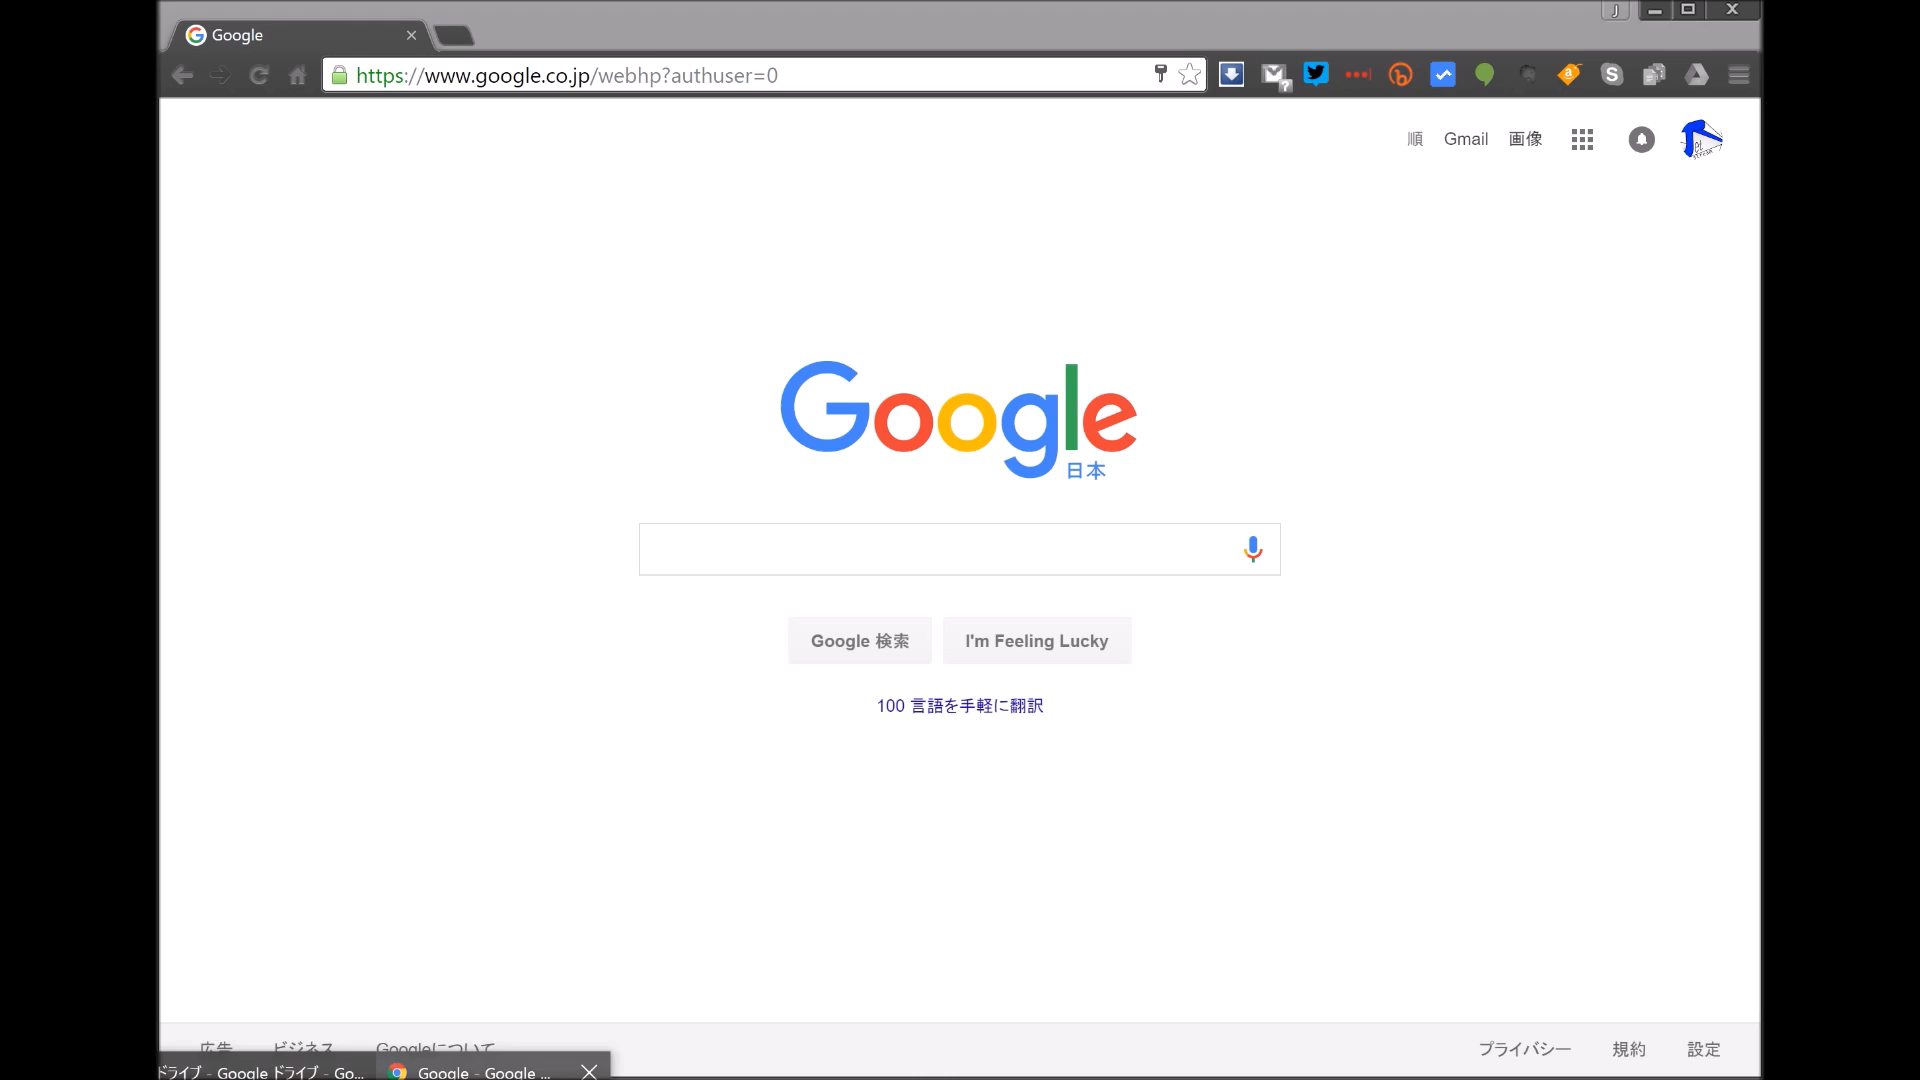 J
Google
https://www.google.co.jp/webhp?authuser=0
順 Gmail 画像
Google
日本
Google 検索 I'm Feeling Lucky
100 言語を手軽に翻訳
広告 ビジネス Googleについて プライバシー 規約 設定
ドライブ - Google ドライブ - Go... Google - Google ...